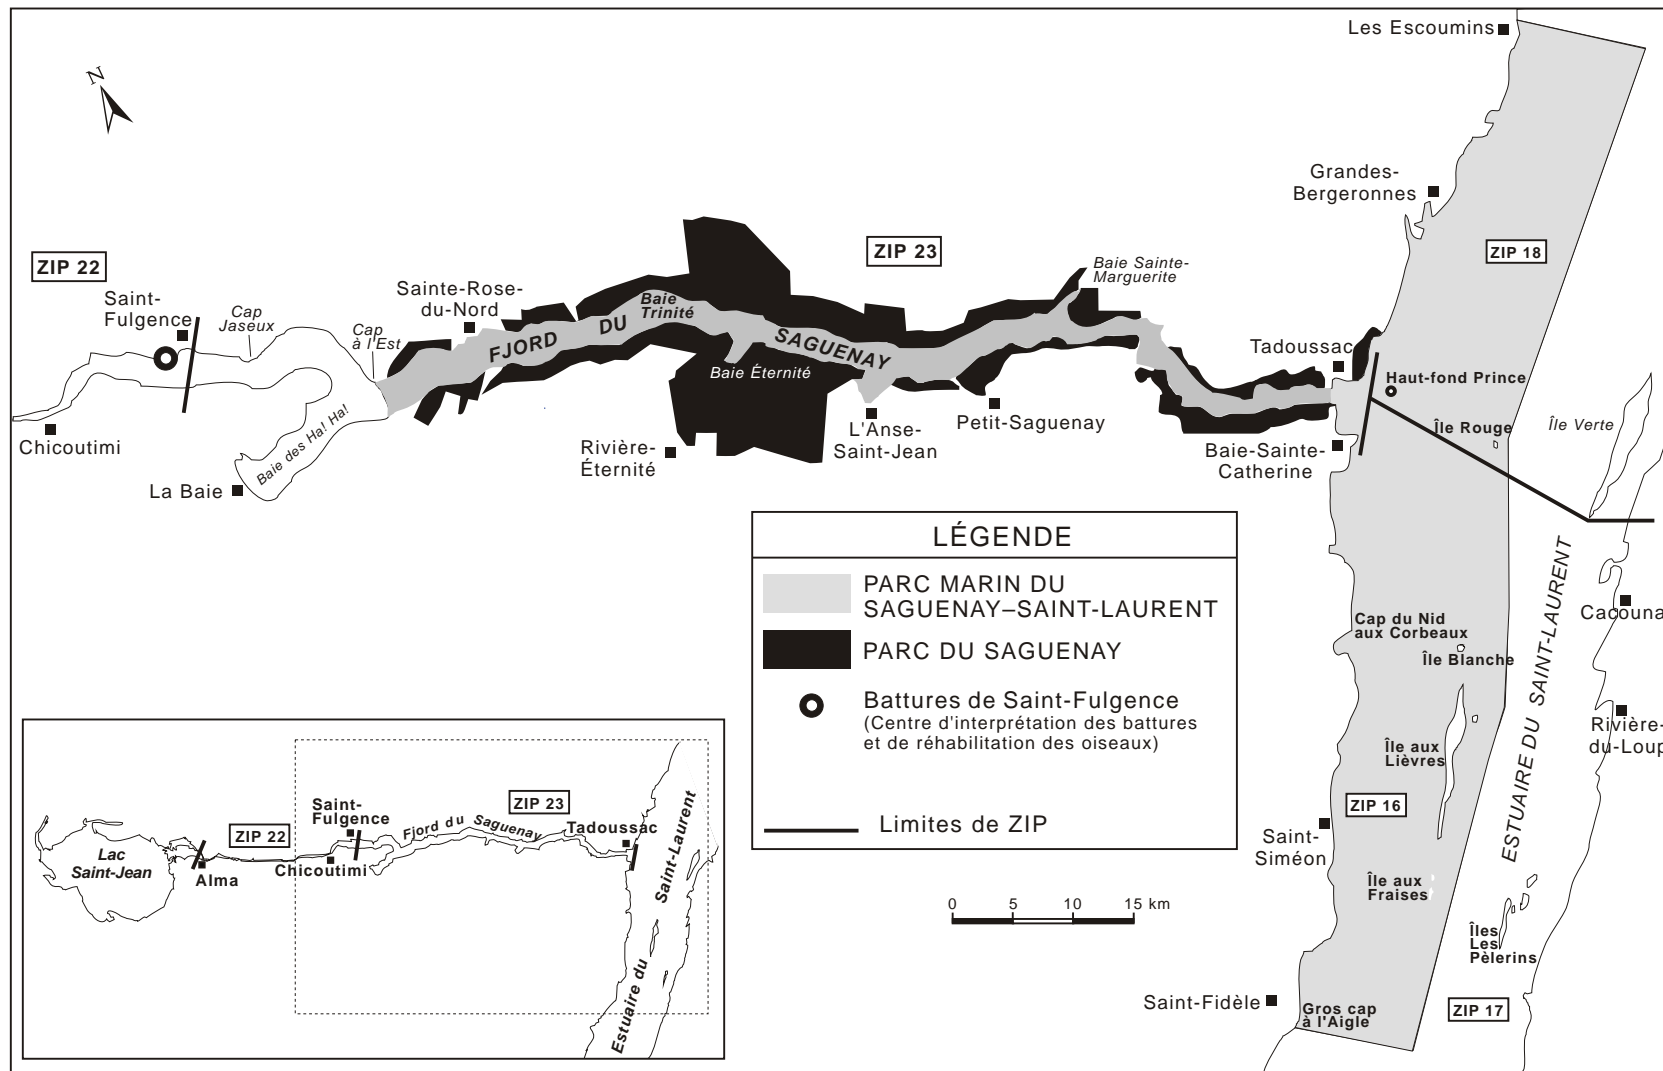 Les Escoumins
N
Grandes-
Bergeronnes
ZIP 18
ZIP 22
ZIP 23
Baie Sainte-
Marguerite
Saint-
Fulgence
Cap
Jaseux
Cap
à l'Est
Sainte-Rose-
du-Nord
Baie
Trinité
FJORD DU SAGUENAY
Baie Éternité
Tadoussac
Haut-fond Prince
Île Rouge
Île Verte
Chicoutimi
Baie des Ha! Ha!
La Baie
Rivière-
Éternité
L'Anse-
Saint-Jean
Petit-Saguenay
Baie-Sainte-
Catherine
LÉGENDE
PARC MARIN DU
SAGUENAY–SAINT-LAURENT
PARC DU SAGUENAY
Battures de Saint-Fulgence
(Centre d'interprétation des battures
et de réhabilitation des oiseaux)
Limites de ZIP
0 5 10 15 km
Cap du Nid
aux Corbeaux
Île Blanche
ESTUAIRE DU SAINT-LAURENT
Cacouna
Rivière-
du-Loup
Île aux
Lièvres
ZIP 16
Saint-
Siméon
Île aux
Fraises
Îles
Les
Pèlerins
Saint-Fidèle
Gros cap
à l'Aigle
ZIP 17
Lac
Saint-Jean
Alma
ZIP 22
Chicoutimi
Saint-
Fulgence
Fjord du Saguenay
ZIP 23
Tadoussac
Estuaire du Saint-Laurent